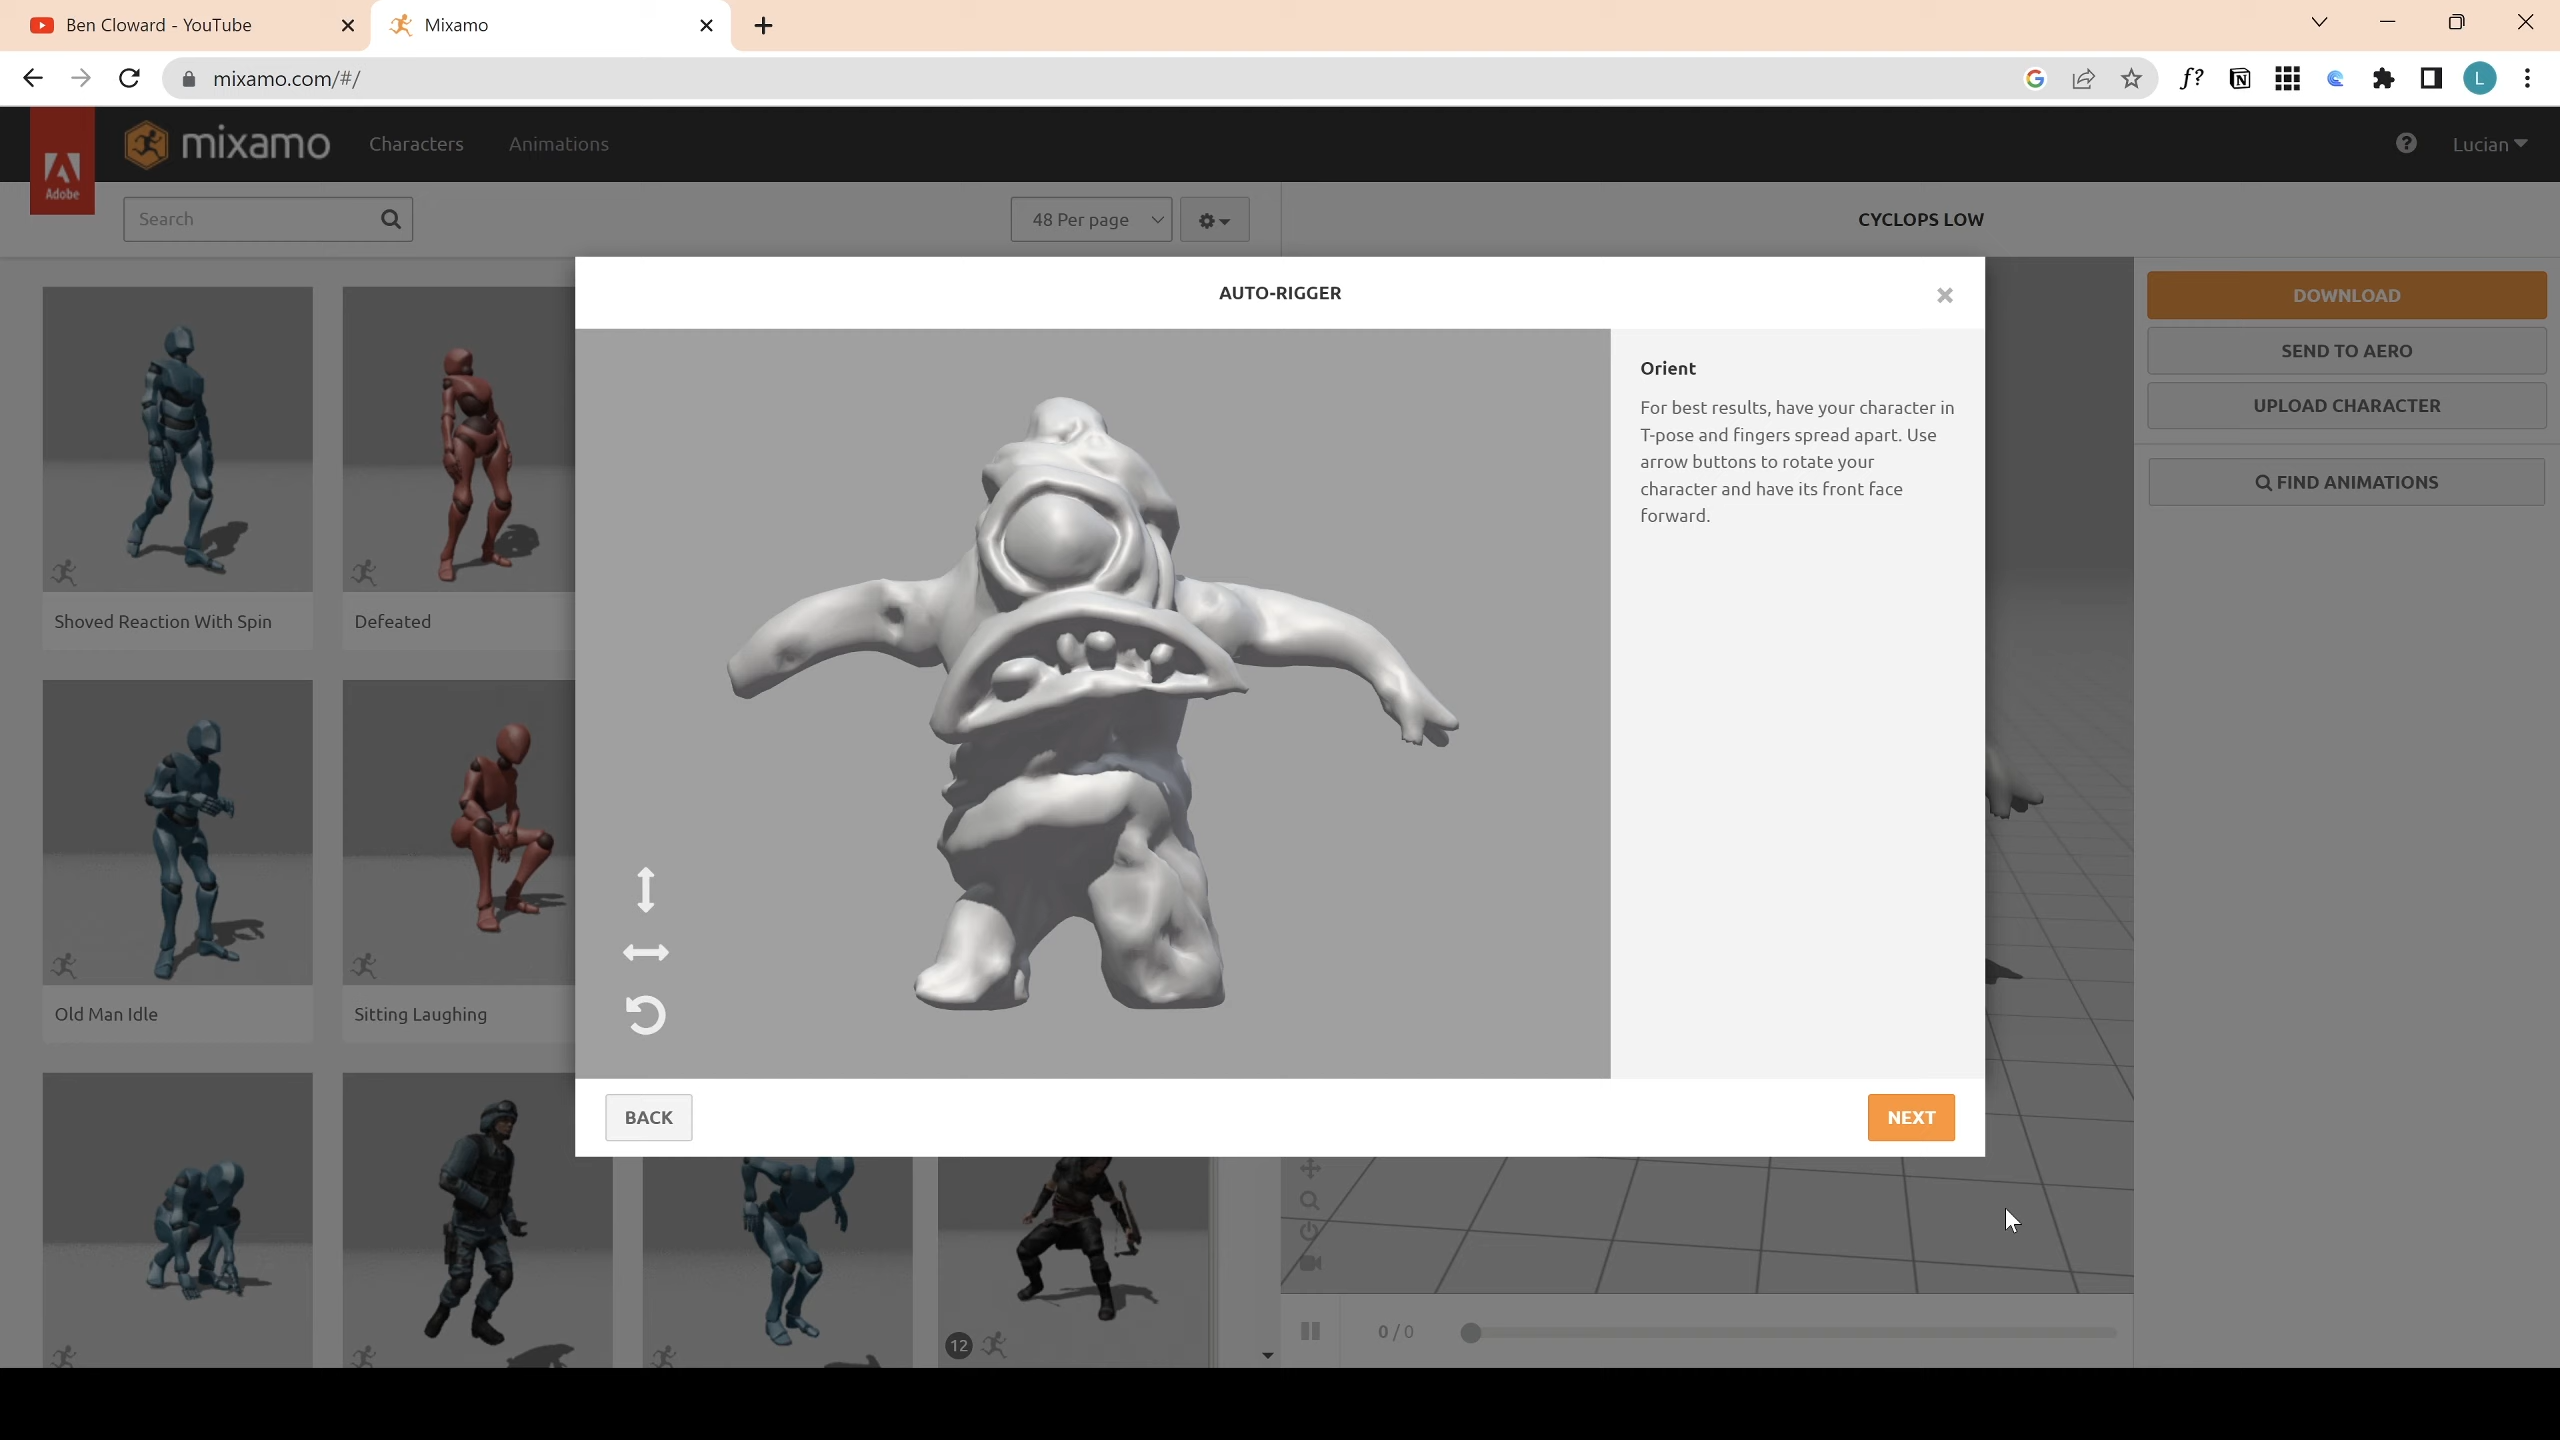 Ben Cloward - YouTube
Mixamo
mixamo.com/#/
f?
N
L
Adobe
mixamo
Characters
Animations
?
Lucian
Search
48 Per page
CYCLOPS LOW
AUTO-RIGGER
DOWNLOAD
SEND TO AERO
UPLOAD CHARACTER
FIND ANIMATIONS
Orient
For best results, have your character in
T-pose and fingers spread apart. Use
arrow buttons to rotate your
character and have its front face
forward.
Shoved Reaction With Spin
Defeated
Old Man Idle
Sitting Laughing
BACK
NEXT
12
0 / 0